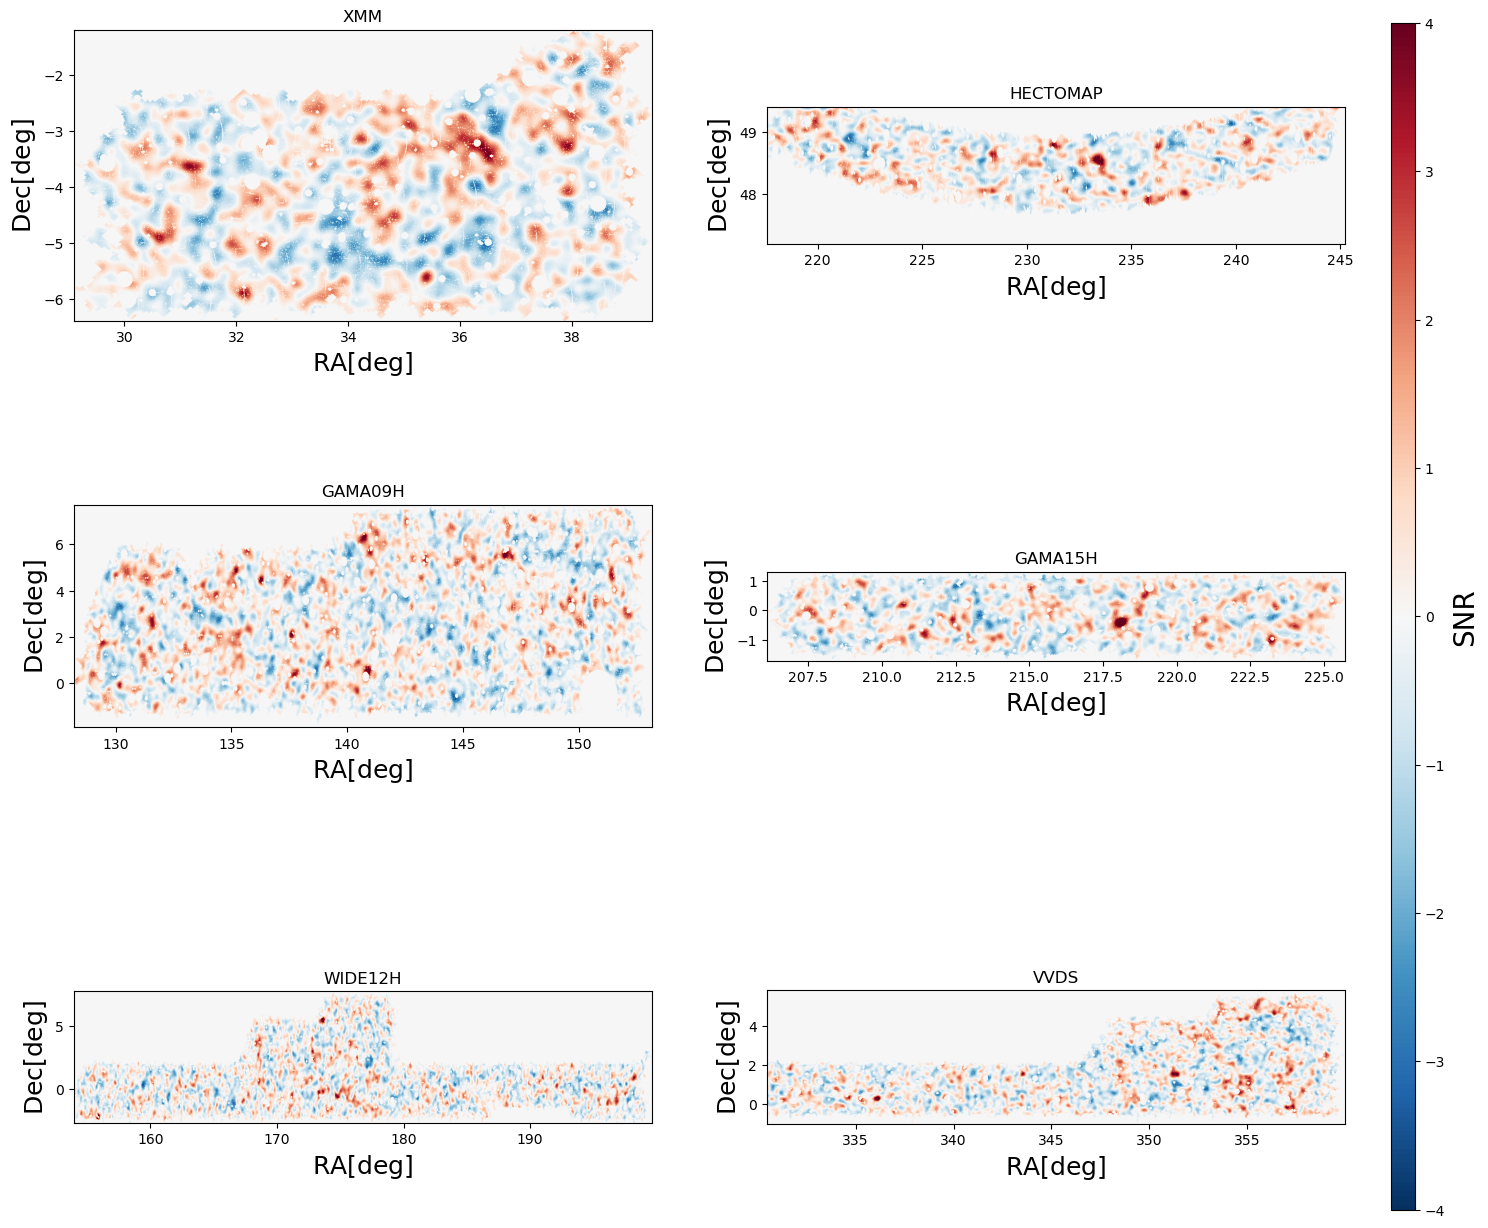 XMM
Dec[deg]
−2
−3
−4
−5
−6
30 32 34 36 38
RA[deg]
HECTOMAP
Dec[deg]
49
48
220 225 230 235 240 245
RA[deg]
GAMA09H
Dec[deg]
6
4
2
0
130 135 140 145 150
RA[deg]
GAMA15H
Dec[deg]
1
0
−1
207.5 210.0 212.5 215.0 217.5 220.0 222.5 225.0
RA[deg]
WIDE12H
Dec[deg]
5
0
160 170 180 190
RA[deg]
VVDS
Dec[deg]
4
2
0
335 340 345 350 355
RA[deg]
4
3
2
1
0
−1
−2
−3
−4
SNR